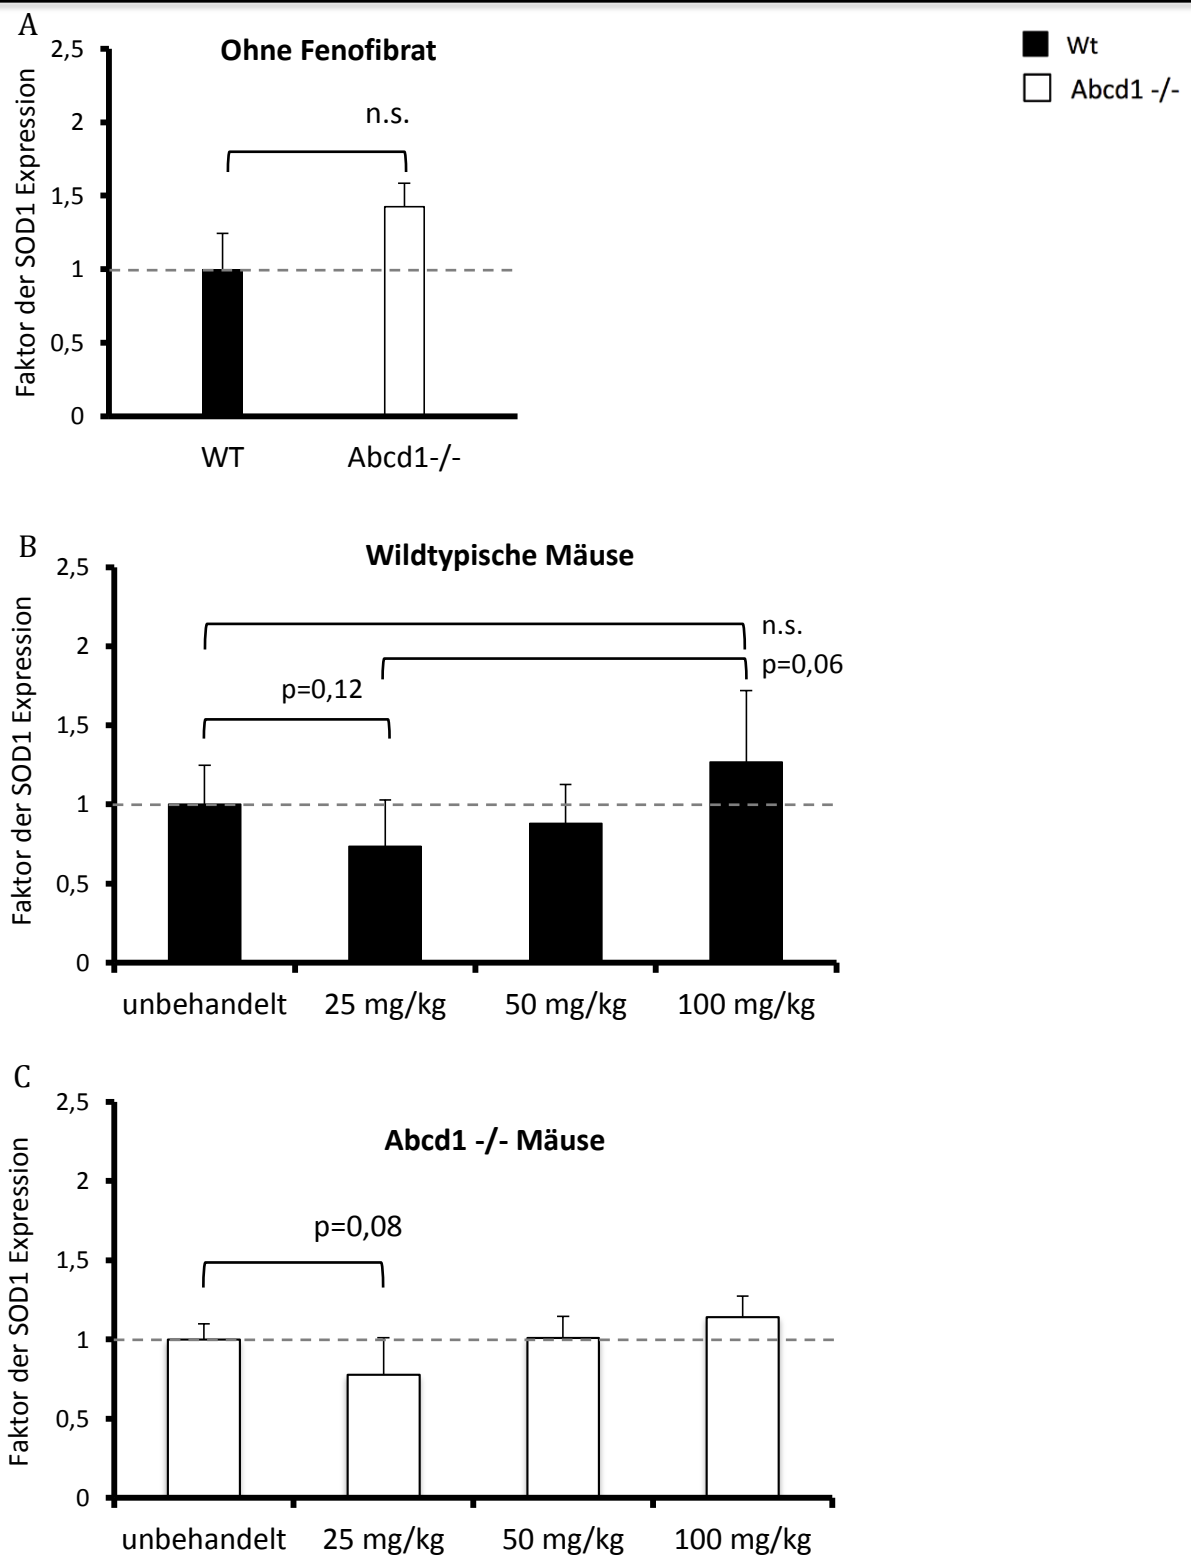 A
Ohne Fenofibrat
Wt
Abcd1 -/-
Faktor der SOD1 Expression
2,5
2
1,5
1
0,5
0
n.s.
WT
Abcd1-/-
B
Wildtypische Mäuse
Faktor der SOD1 Expression
2,5
2
1,5
1
0,5
0
n.s.
p=0,06
p=0,12
unbehandelt
25 mg/kg
50 mg/kg
100 mg/kg
C
Abcd1 -/- Mäuse
Faktor der SOD1 Expression
2,5
2
1,5
1
0,5
0
p=0,08
unbehandelt
25 mg/kg
50 mg/kg
100 mg/kg